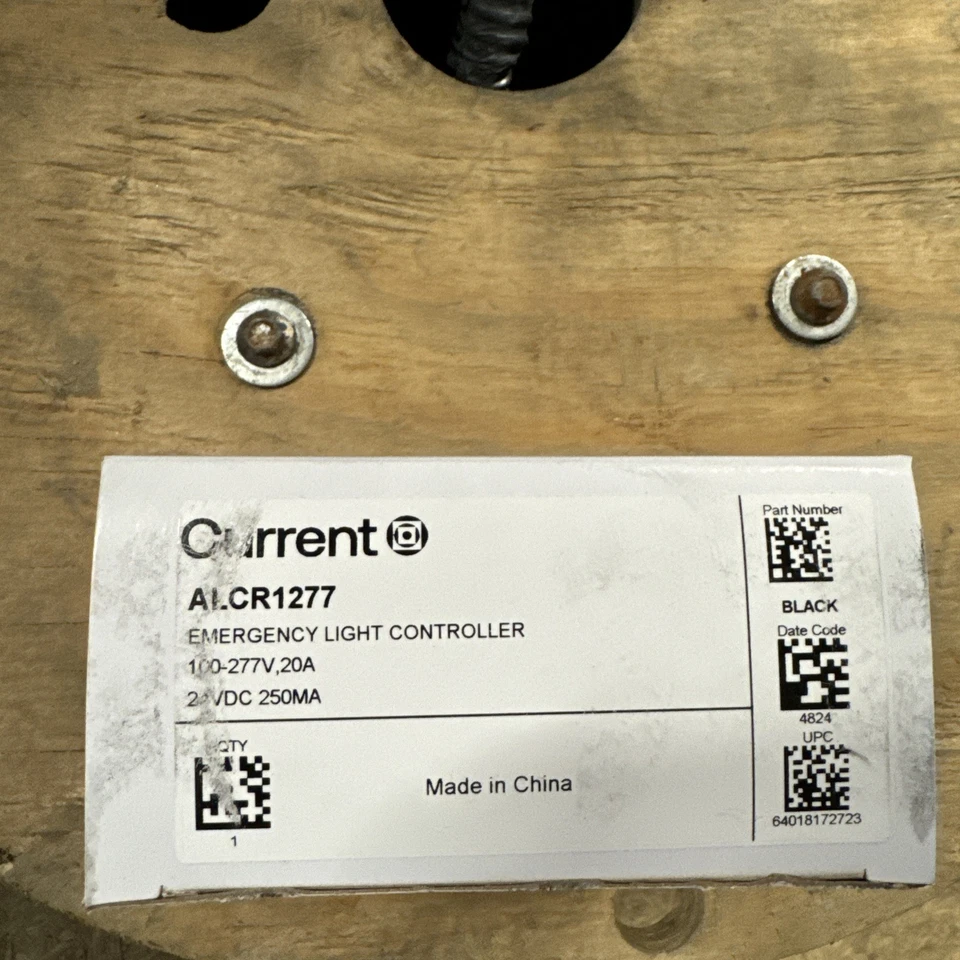 Current
ALCR1277
EMERGENCY LIGHT CONTROLLER
100-277V,20A
24VDC 250MA
QTY
1
Made in China
Part Number
BLACK
Date Code
4824
UPC
64018172723